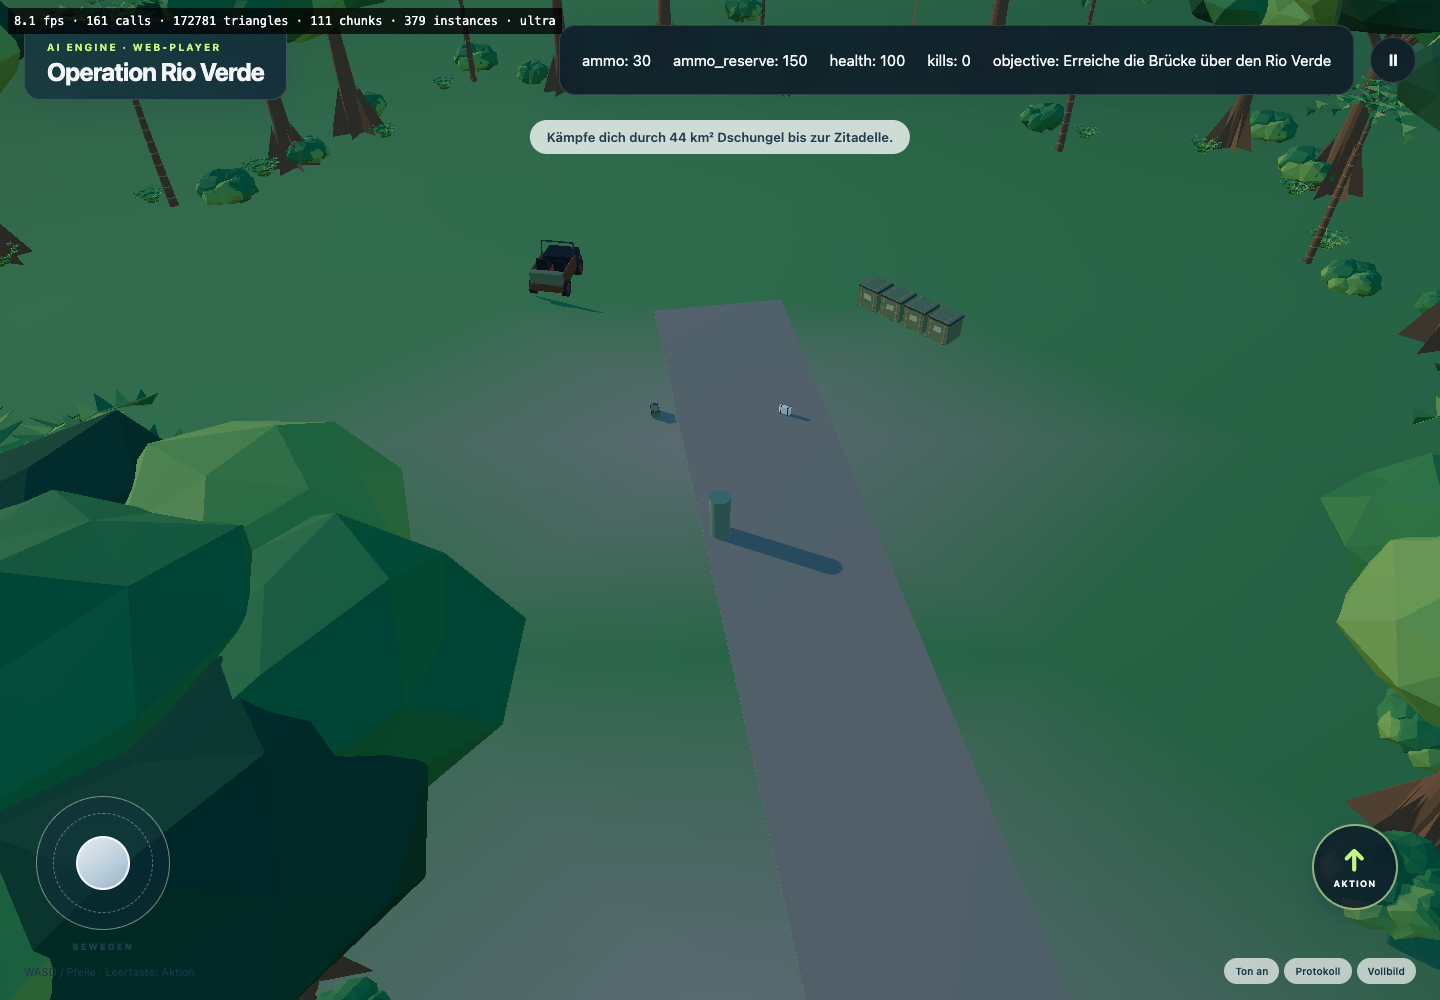 8.1 fps · 161 calls · 172781 triangles · 111 chunks · 379 instances · ultra
AI ENGINE · WEB-PLAYER
Operation Rio Verde
ammo: 30 ammo_reserve: 150 health: 100 kills: 0 objective: Erreiche die Brücke über den Rio Verde
Kämpfe dich durch 44 km² Dschungel bis zur Zitadelle.
AKTION
BEWEGEN
WASD / Pfeile · Leertaste: Aktion
Ton an Protokoll Vollbild